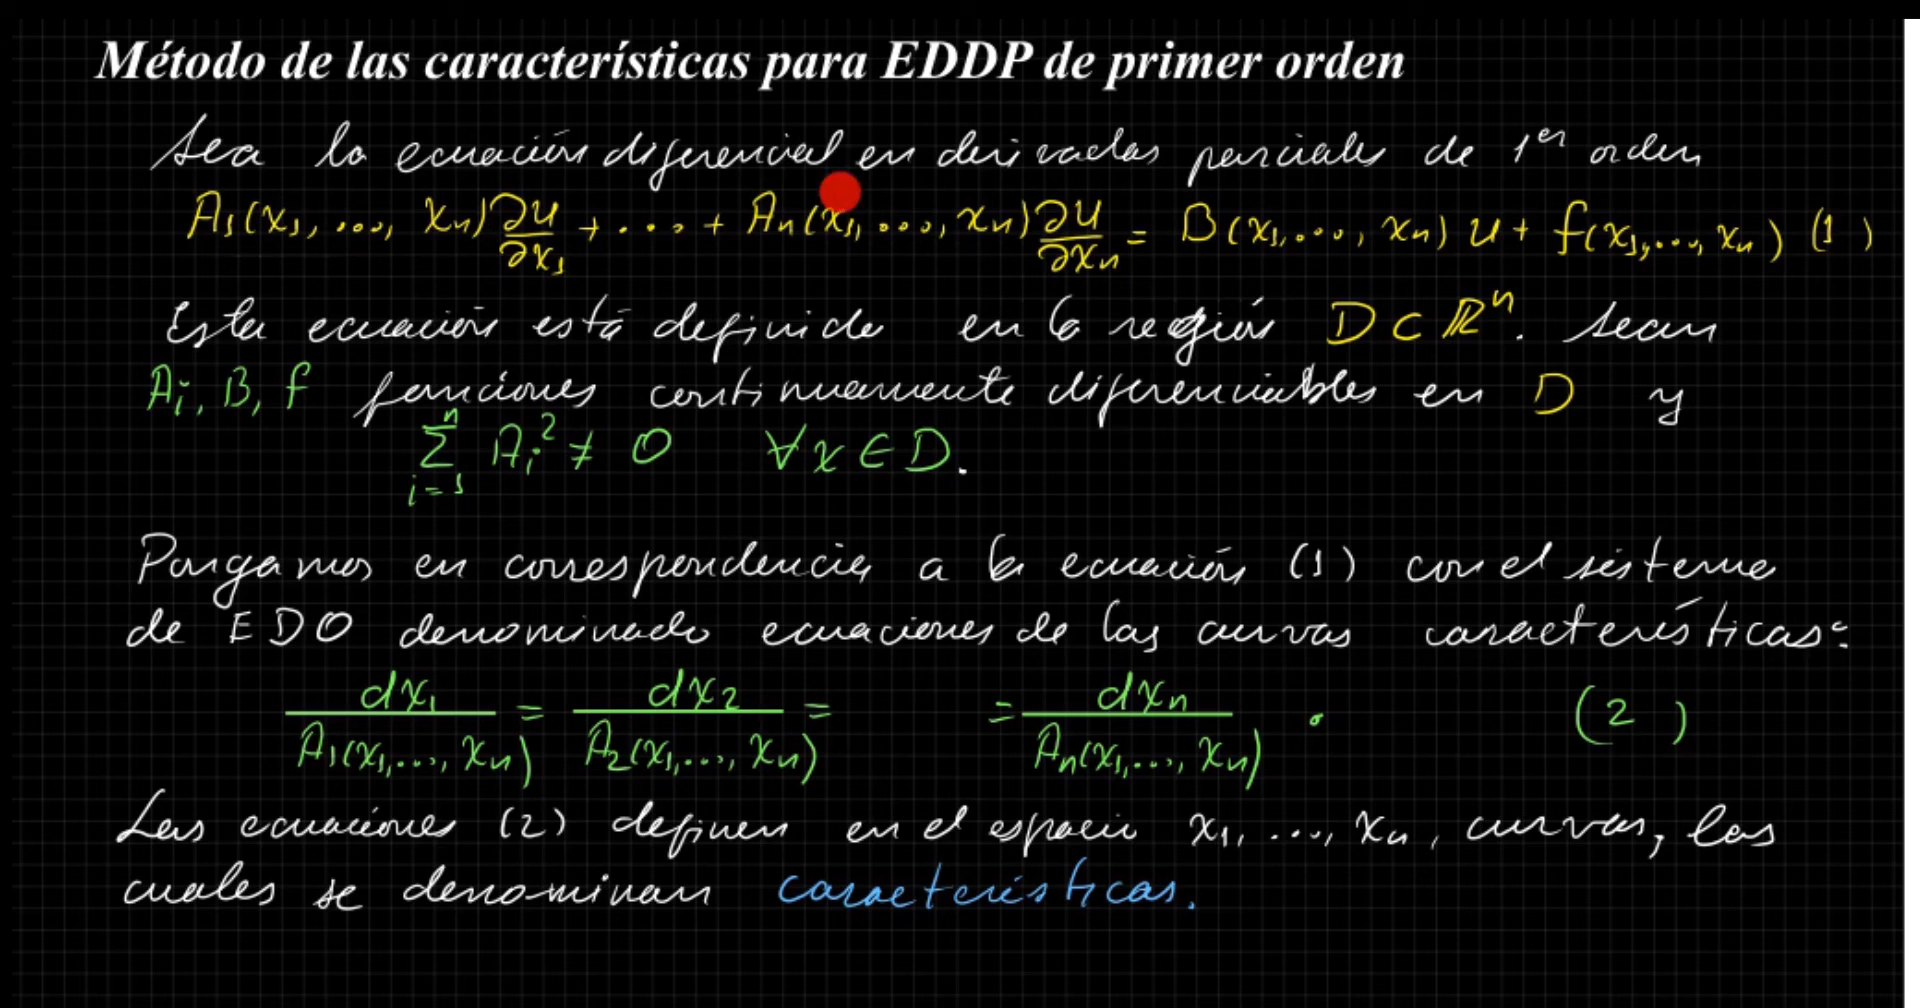 Método de las características para EDDP de primer orden
Sea la ecuación diferencial en derivadas parciales de 1er orden
A₁(x₁, ..., xₙ) ∂u/∂x₁ + ... + Aₙ(x₁, ..., xₙ) ∂u/∂xₙ = B(x₁, ..., xₙ) u + f(x₁, ..., xₙ) (1)
Esta ecuación está definida en la región D ⊂ ℝⁿ. Sean
Aᵢ, B, f funciones continuamente diferenciables en D y
∑ᵢ₌₁ⁿ Aᵢ² ≠ 0 ∀x ∈ D.
Pongamos en correspondencia a la ecuación (1) con el sistema
de EDO denominado ecuaciones de las curvas características:
dx₁/A₁(x₁, ..., xₙ) = dx₂/A₂(x₁, ..., xₙ) = = dxₙ/Aₙ(x₁, ..., xₙ) . (2)
Las ecuaciones (2) definen en el espacio x₁, ..., xₙ, curvas, las
cuales se denominan características.